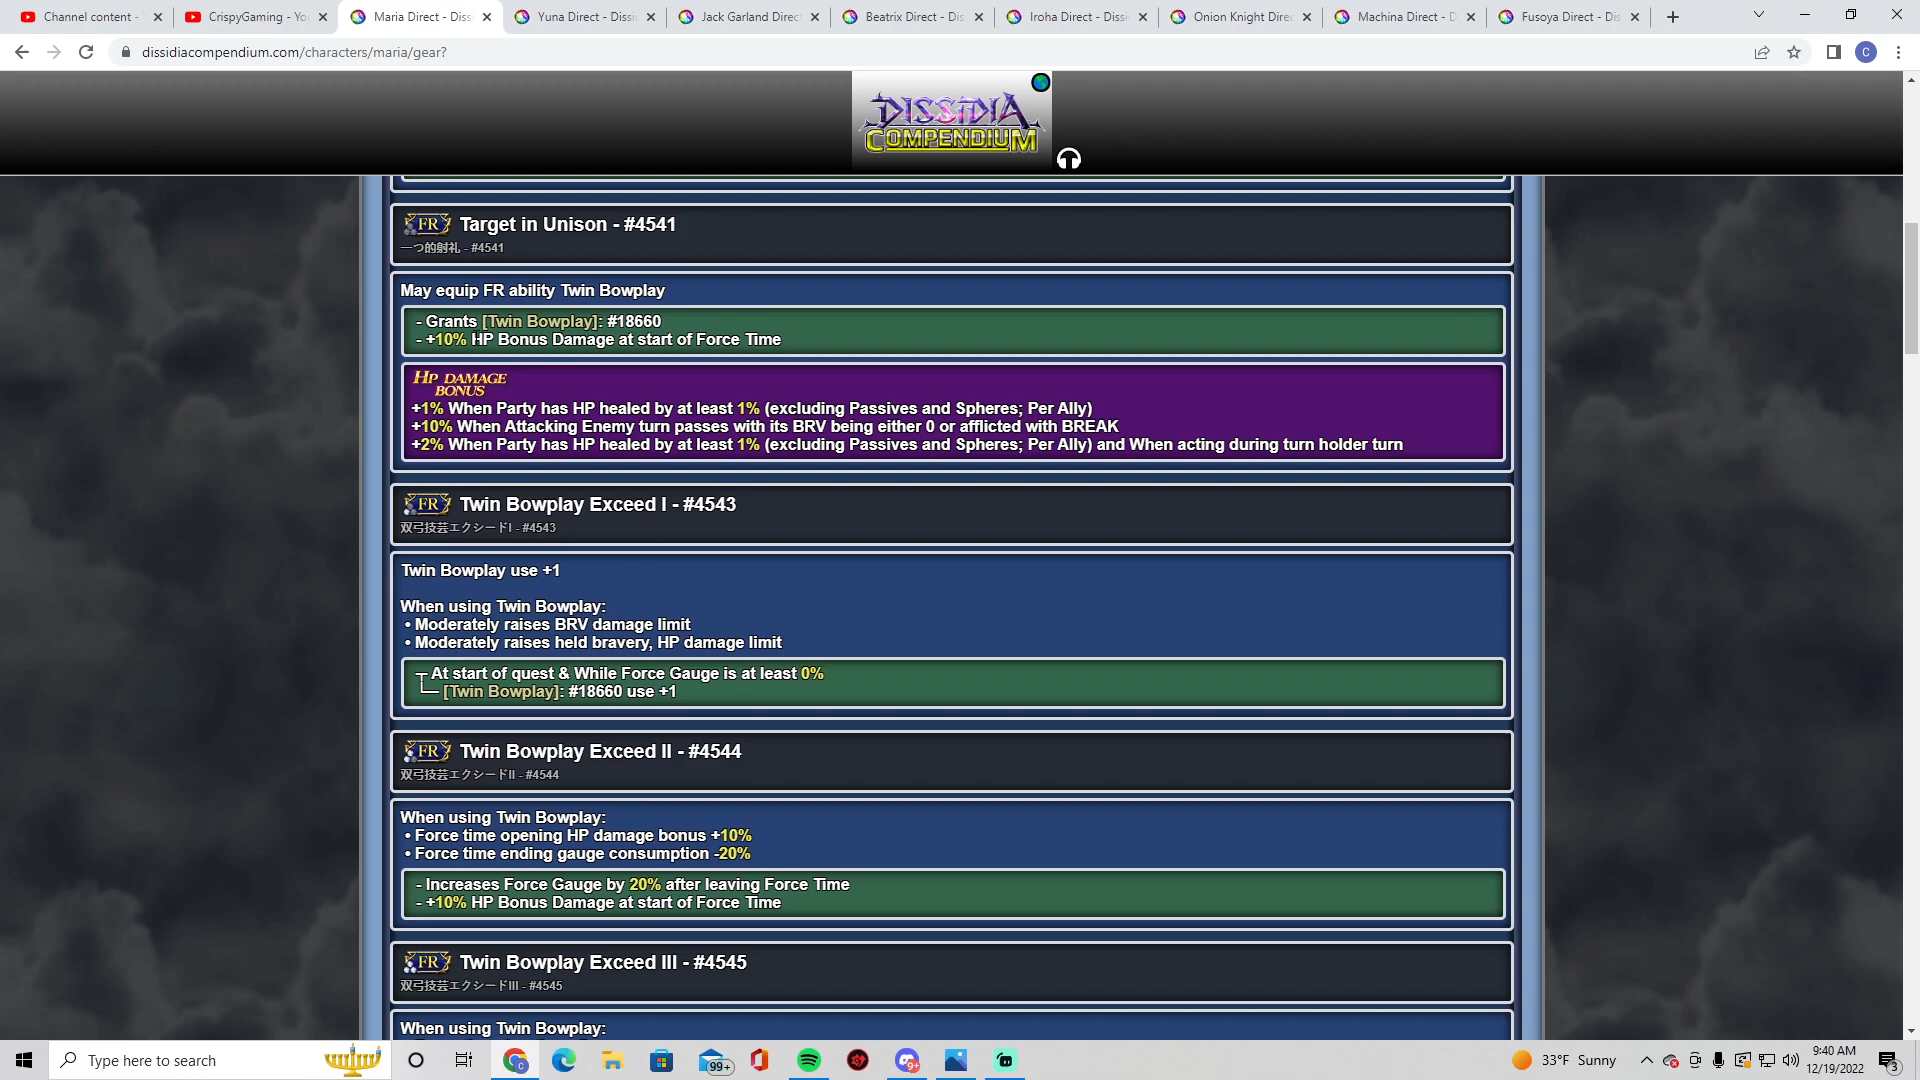 Channel content - Y
CrispyGaming - You
Maria Direct - Diss
Yuna Direct - Dissi
Jack Garland Direct
Beatrix Direct - Dis
Iroha Direct - Dissi
Onion Knight Direc
Machina Direct - D
Fusoya Direct - Dis
dissidiacompendium.com/characters/maria/gear?
C
DISSIDIA
COMPENDIUM
FR Target in Unison - #4541
一つ的射礼 - #4541
May equip FR ability Twin Bowplay
- Grants [Twin Bowplay]: #18660
- +10% HP Bonus Damage at start of Force Time
HP DAMAGE
BONUS
+1% When Party has HP healed by at least 1% (excluding Passives and Spheres; Per Ally)
+10% When Attacking Enemy turn passes with its BRV being either 0 or afflicted with BREAK
+2% When Party has HP healed by at least 1% (excluding Passives and Spheres; Per Ally) and When acting during turn holder turn
FR Twin Bowplay Exceed I - #4543
双弓技芸エクシードI - #4543
Twin Bowplay use +1
When using Twin Bowplay:
• Moderately raises BRV damage limit
• Moderately raises held bravery, HP damage limit
At start of quest & While Force Gauge is at least 0%
[Twin Bowplay]: #18660 use +1
FR Twin Bowplay Exceed II - #4544
双弓技芸エクシードII - #4544
When using Twin Bowplay:
• Force time opening HP damage bonus +10%
• Force time ending gauge consumption -20%
- Increases Force Gauge by 20% after leaving Force Time
- +10% HP Bonus Damage at start of Force Time
FR Twin Bowplay Exceed III - #4545
双弓技芸エクシードIII - #4545
When using Twin Bowplay:
Type here to search
99+
9+
33°F Sunny
9:40 AM
12/19/2022
3